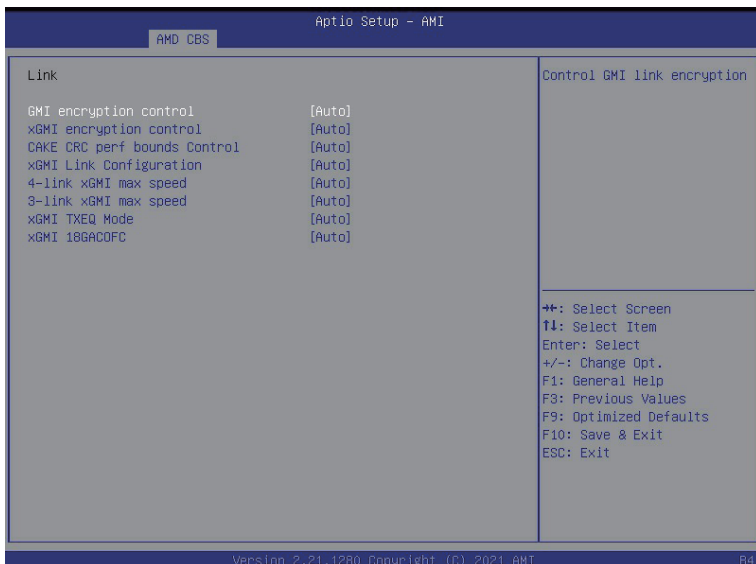 Aptio Setup – AMI
AMD CBS
Link
GMI encryption control [Auto]
xGMI encryption control [Auto]
CAKE CRC perf bounds Control [Auto]
xGMI Link Configuration [Auto]
4-link xGMI max speed [Auto]
3-link xGMI max speed [Auto]
xGMI TXEQ Mode [Auto]
xGMI 18GACOFC [Auto]
Control GMI link encryption
→←: Select Screen
↑↓: Select Item
Enter: Select
+/-: Change Opt.
F1: General Help
F3: Previous Values
F9: Optimized Defaults
F10: Save & Exit
ESC: Exit
Version 2.21.1280 Copyright (C) 2021 AMI
B4